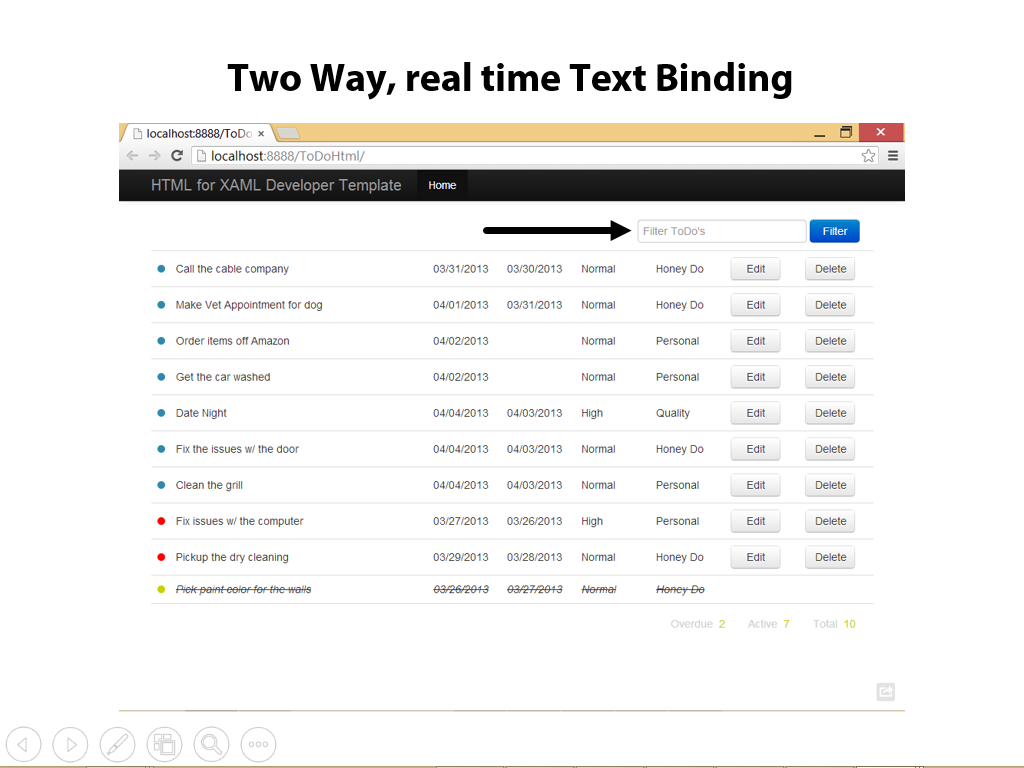 Two Way, real time Text Binding
localhost:8888/ToDo
localhost:8888/ToDoHtml/
HTML for XAML Developer Template Home
Filter ToDo's Filter
Call the cable company 03/31/2013 03/30/2013 Normal Honey Do Edit Delete
Make Vet Appointment for dog 04/01/2013 03/31/2013 Normal Honey Do Edit Delete
Order items off Amazon 04/02/2013 Normal Personal Edit Delete
Get the car washed 04/02/2013 Normal Personal Edit Delete
Date Night 04/04/2013 04/03/2013 High Quality Edit Delete
Fix the issues w/ the door 04/04/2013 04/03/2013 Normal Honey Do Edit Delete
Clean the grill 04/04/2013 04/03/2013 Normal Personal Edit Delete
Fix issues w/ the computer 03/27/2013 03/26/2013 High Personal Edit Delete
Pickup the dry cleaning 03/29/2013 03/28/2013 Normal Honey Do Edit Delete
Pick paint color for the walls 03/26/2013 03/27/2013 Normal Honey Do
Overdue 2 Active 7 Total 10